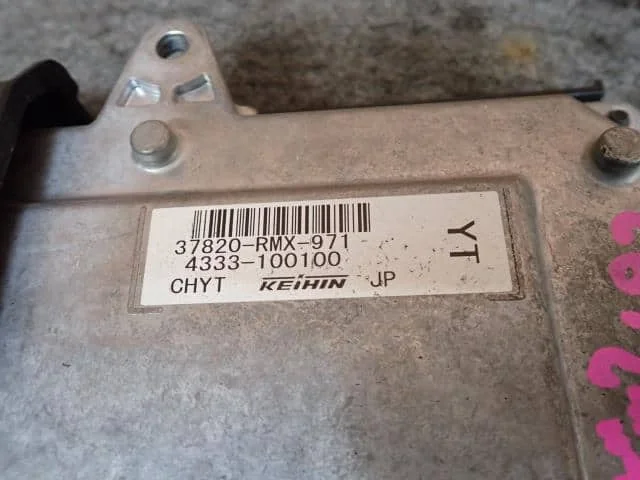 37820-RMX-971
4333-100100
CHYT KEIHIN JP
YT